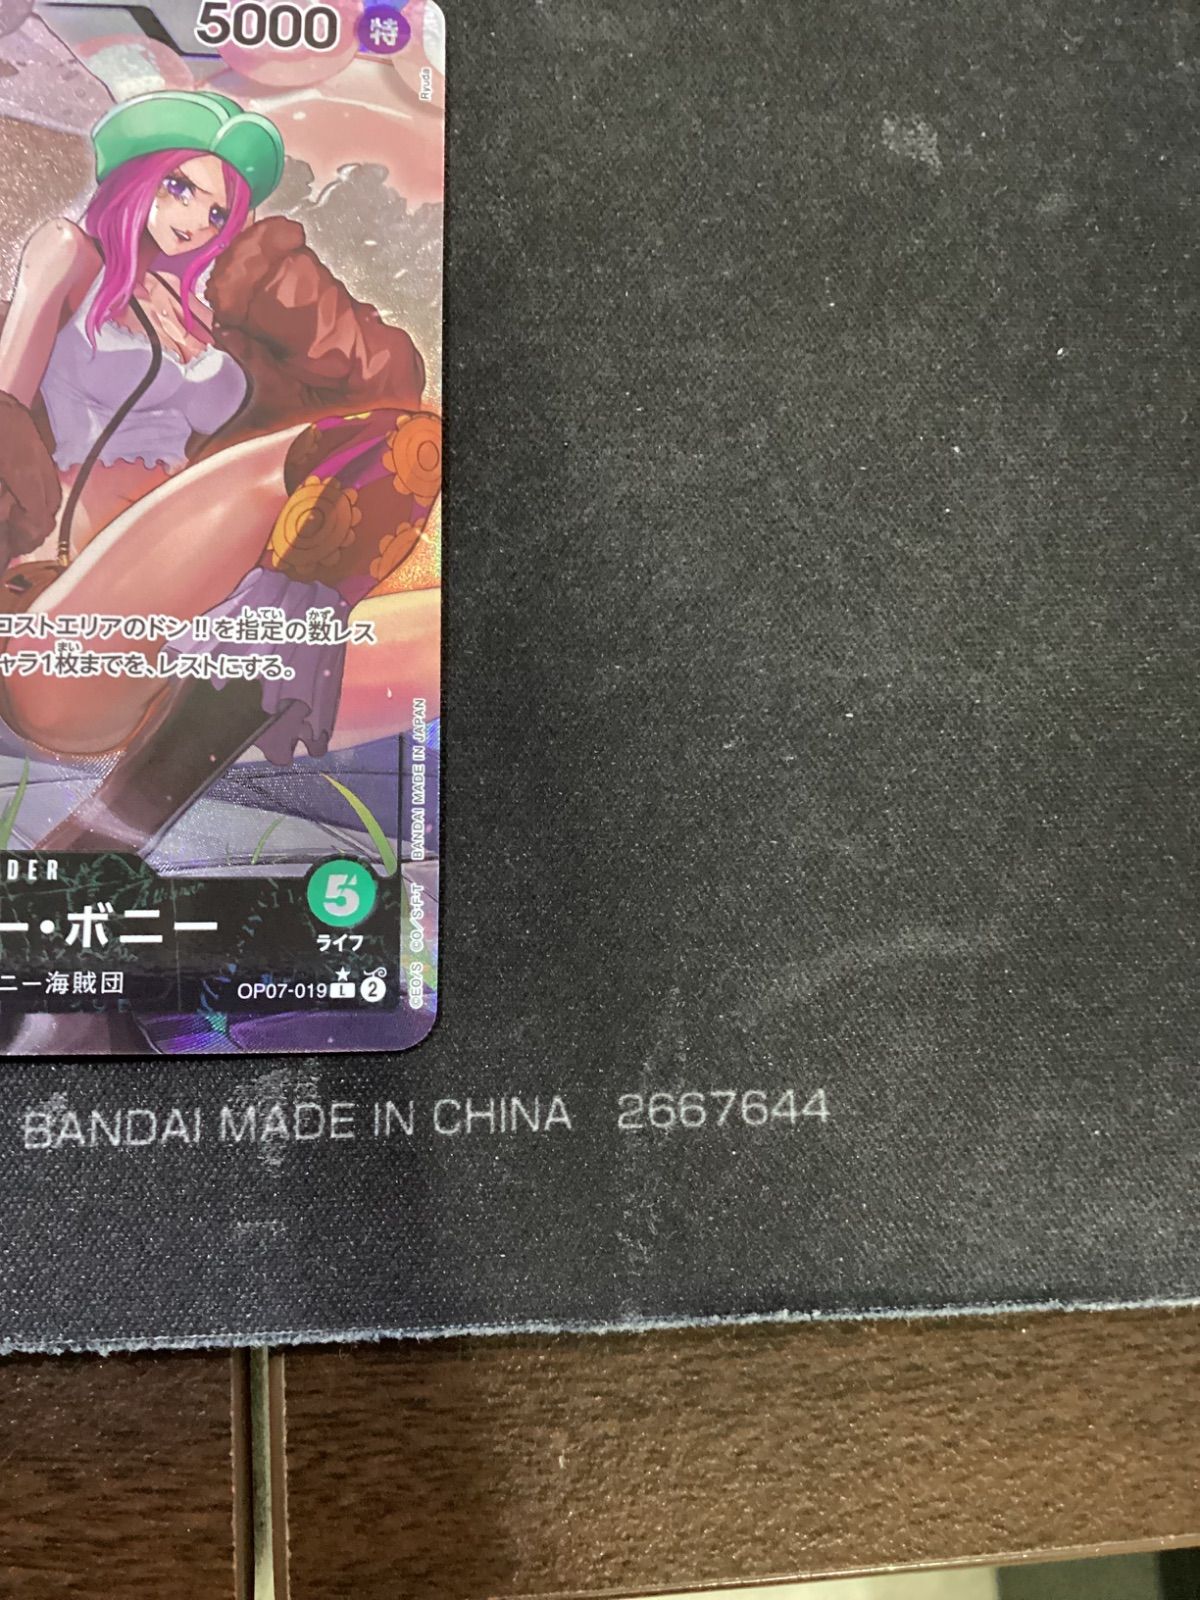 5000 特
Ryuda
コストエリアのドン!!を指定の数レス
ャラ1枚までを、レストにする。
BANDAI MADE IN JAPAN
©EO/S ©O/S·F·T
DER
5
ー・ボニー
ライフ
ニー海賊団
OP07-019 L 2
BANDAI MADE IN CHINA 2667644